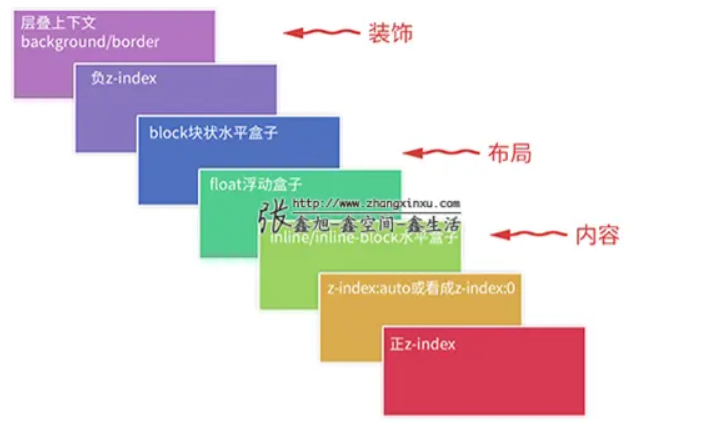 层叠上下文
background/border
装饰
负z-index
block块状水平盒子
布局
float浮动盒子
http://www.zhangxinxu.com
张鑫旭-鑫空间-鑫生活
inline/inline-block水平盒子
内容
z-index:auto或看成z-index:0
正z-index